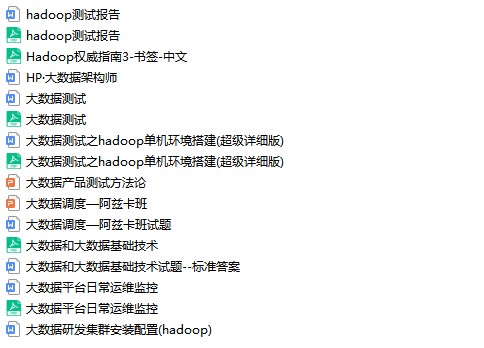 hadoop测试报告
hadoop测试报告
Hadoop权威指南3-书签-中文
HP·大数据架构师
大数据测试
大数据测试
大数据测试之hadoop单机环境搭建(超级详细版)
大数据测试之hadoop单机环境搭建(超级详细版)
大数据产品测试方法论
大数据调度—阿兹卡班
大数据调度—阿兹卡班试题
大数据和大数据基础技术
大数据和大数据基础技术试题--标准答案
大数据平台日常运维监控
大数据平台日常运维监控
大数据研发集群安装配置(hadoop)